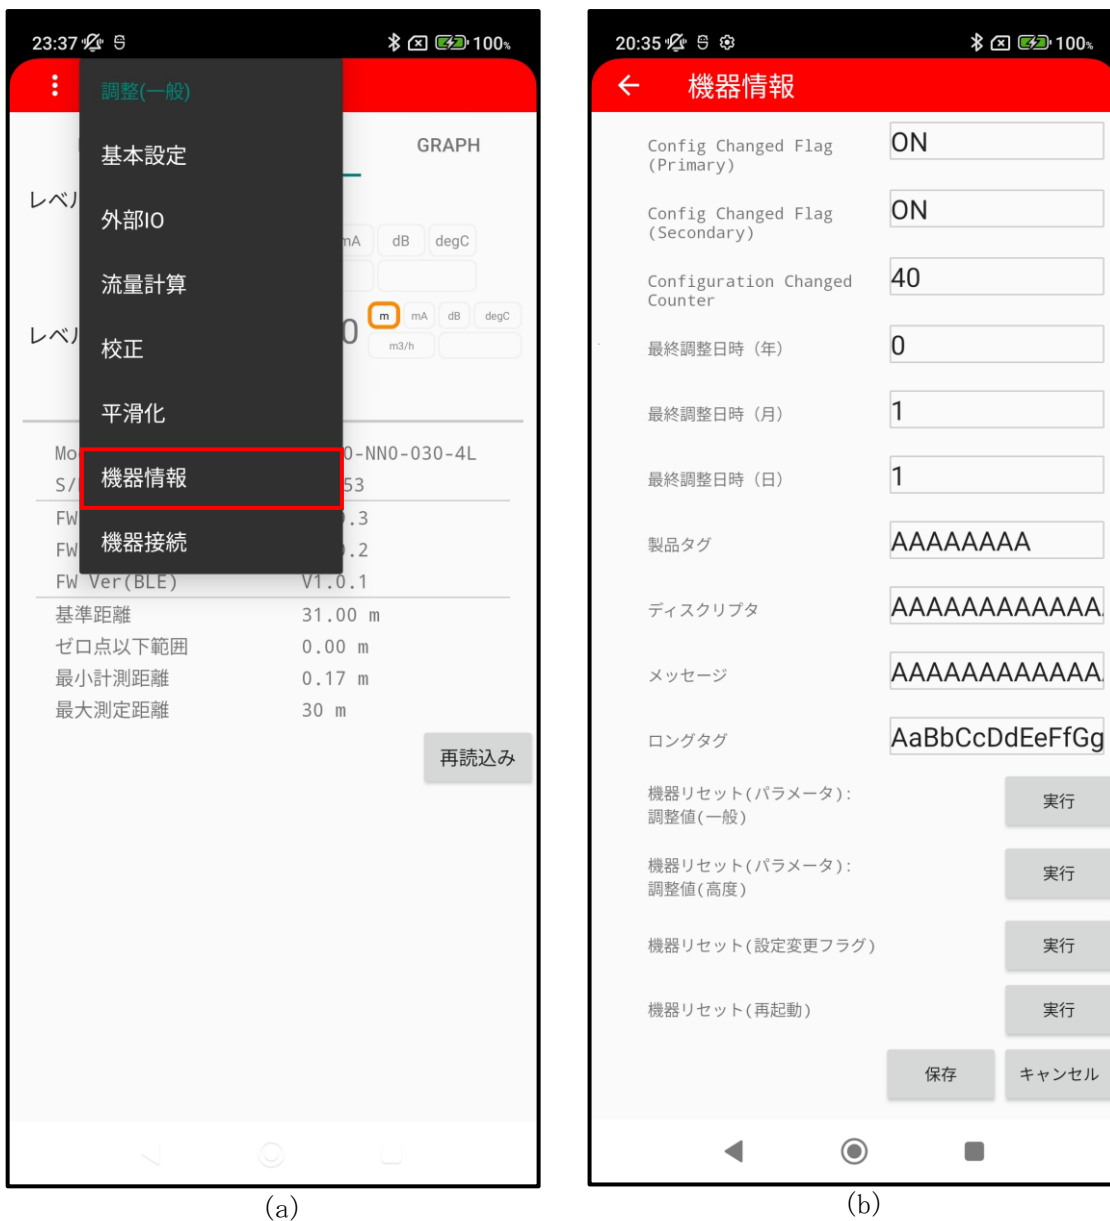 23:37
100%
調整(一般)
基本設定
外部IO
流量計算
校正
平滑化
機器情報
機器接続
GRAPH
レベル
mA dB degC
レベル
0
m mA dB degC
m3/h
0-NN0-030-4L
S/
53
FW
.3
FW
.2
FW Ver(BLE) V1.0.1
基準距離 31.00 m
ゼロ点以下範囲 0.00 m
最小計測距離 0.17 m
最大測定距離 30 m
再読込み
(a)
20:35
100%
機器情報
Config Changed Flag
(Primary)
ON
Config Changed Flag
(Secondary)
ON
Configuration Changed
Counter
40
最終調整日時（年）
0
最終調整日時（月）
1
最終調整日時（日）
1
製品タグ
AAAAAAAA
ディスクリプタ
AAAAAAAAAAAA
メッセージ
AAAAAAAAAAAA
ロングタグ
AaBbCcDdEeFfGg
機器リセット(パラメータ):
調整値(一般)
実行
機器リセット(パラメータ):
調整値(高度)
実行
機器リセット(設定変更フラグ)
実行
機器リセット(再起動)
実行
保存
キャンセル
(b)